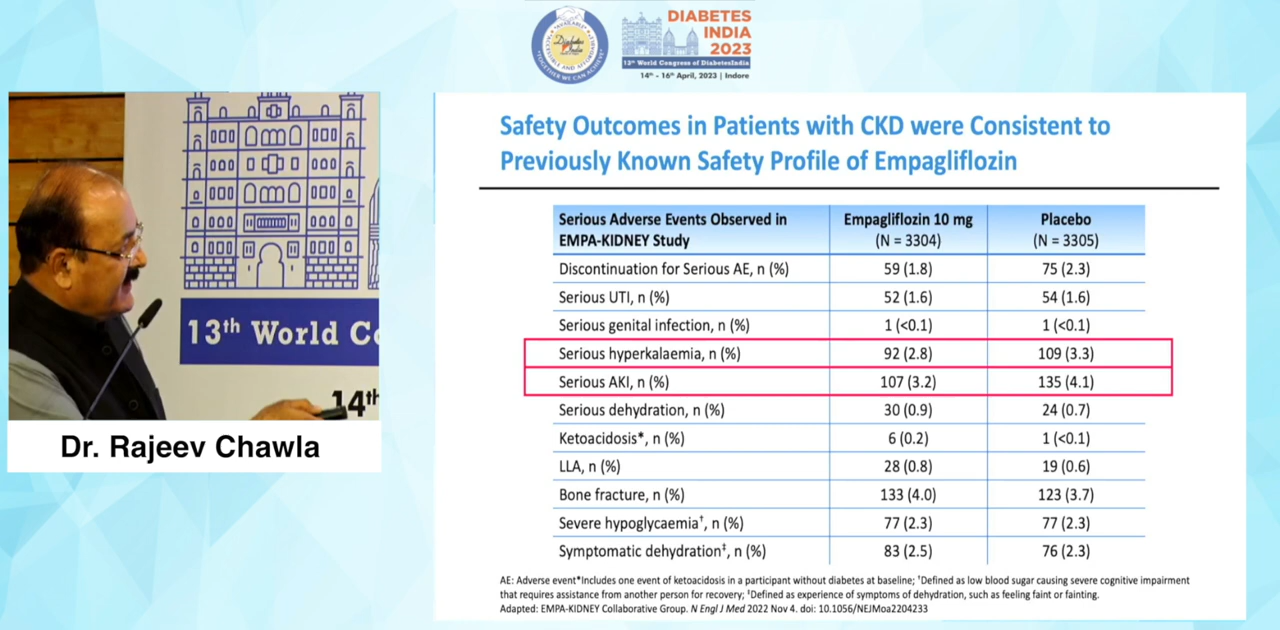 DIABETES
INDIA
2023
13th World Congress of DiabetesIndia
14th - 16th April, 2023 | Indore
13th World Co
14th
Dr. Rajeev Chawla
Safety Outcomes in Patients with CKD were Consistent to
Previously Known Safety Profile of Empagliflozin
Serious Adverse Events Observed in EMPA-KIDNEY Study | Empagliflozin 10 mg (N = 3304) | Placebo (N = 3305)
Discontinuation for Serious AE, n (%) 59 (1.8) 75 (2.3)
Serious UTI, n (%) 52 (1.6) 54 (1.6)
Serious genital infection, n (%) 1 (<0.1) 1 (<0.1)
Serious hyperkalaemia, n (%) 92 (2.8) 109 (3.3)
Serious AKI, n (%) 107 (3.2) 135 (4.1)
Serious dehydration, n (%) 30 (0.9) 24 (0.7)
Ketoacidosis*, n (%) 6 (0.2) 1 (<0.1)
LLA, n (%) 28 (0.8) 19 (0.6)
Bone fracture, n (%) 133 (4.0) 123 (3.7)
Severe hypoglycaemia†, n (%) 77 (2.3) 77 (2.3)
Symptomatic dehydration‡, n (%) 83 (2.5) 76 (2.3)
AE: Adverse event*Includes one event of ketoacidosis in a participant without diabetes at baseline; †Defined as low blood sugar causing severe cognitive impairment
that requires assistance from another person for recovery; ‡Defined as experience of symptoms of dehydration, such as feeling faint or fainting.
Adapted: EMPA-KIDNEY Collaborative Group. N Engl J Med 2022 Nov 4. doi: 10.1056/NEJMoa2204233